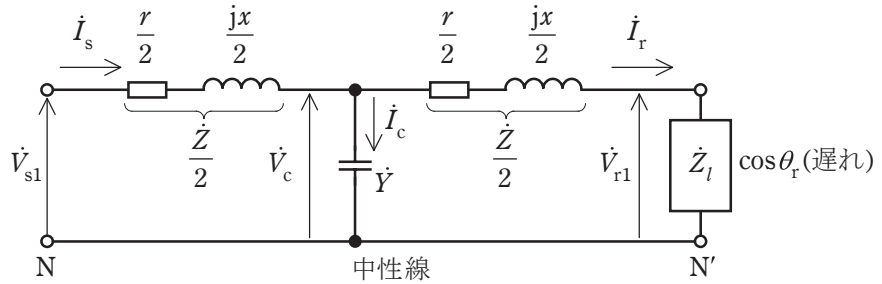 İs r/2 jx/2 r/2 jx/2 İr
Ż/2 İc Ż/2
V̇s1 V̇c Ẏ V̇r1 Żl cosθr(遅れ)
N 中性線 N′